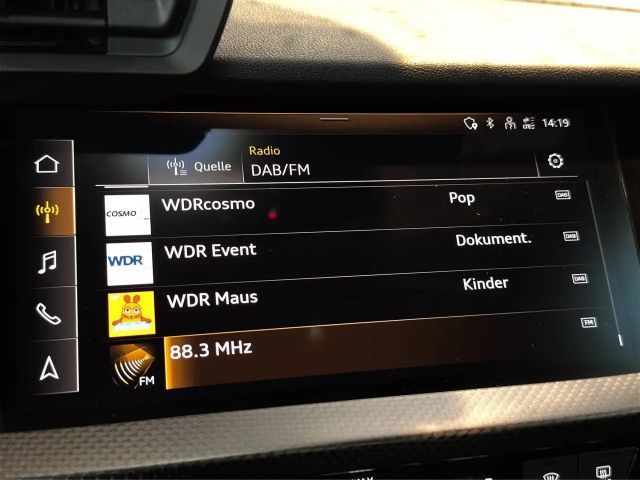 14:19
Radio
Quelle
DAB/FM
COSMO
WDRcosmo
Pop
DAB
WDR
WDR Event
Dokument.
DAB
WDR Maus
Kinder
DAB
88.3 MHz
FM
FM